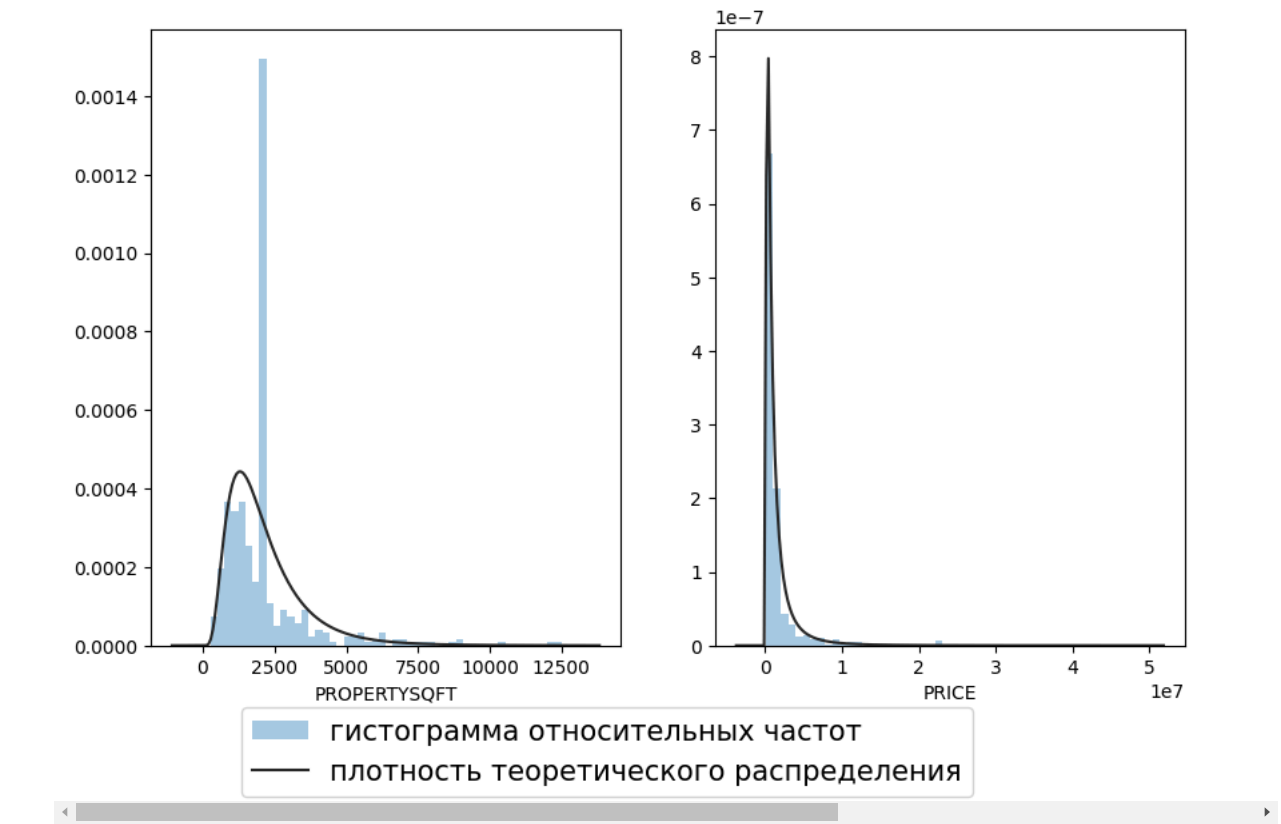 1e−7
0.0014
0.0012
0.0010
0.0008
0.0006
0.0004
0.0002
0.0000
0 2500 5000 7500 10000 12500
PROPERTYSQFT
8
7
6
5
4
3
2
1
0
0 1 2 3 4 5
1e7
PRICE
гистограмма относительных частот
плотность теоретического распределения